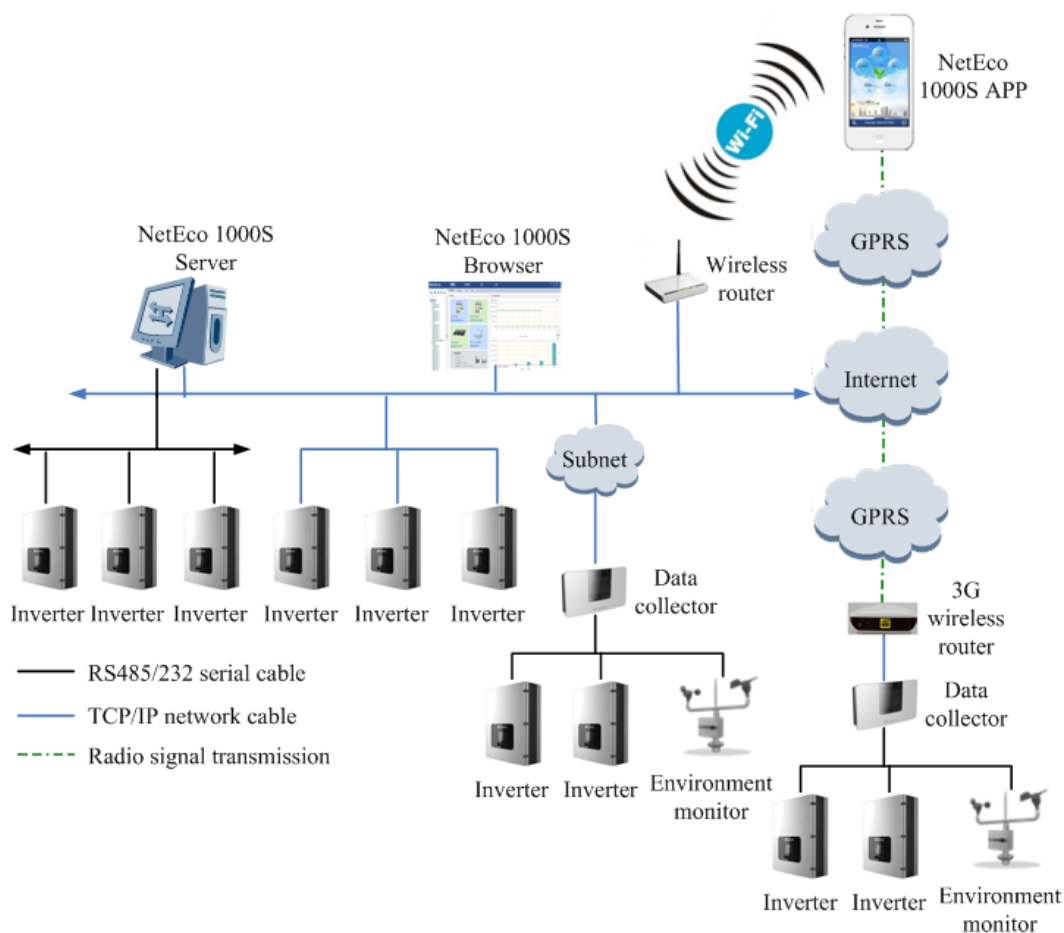 NetEco
1000S APP
Wi-Fi
GPRS
NetEco 1000S
Server
NetEco 1000S
Browser
Wireless
router
Internet
Subnet
GPRS
Inverter
Inverter
Inverter
Inverter
Inverter
Inverter
Data
collector
3G
wireless
router
RS485/232 serial cable
TCP/IP network cable
Radio signal transmission
Data
collector
Inverter
Inverter
Environment
monitor
Inverter
Inverter
Environment
monitor